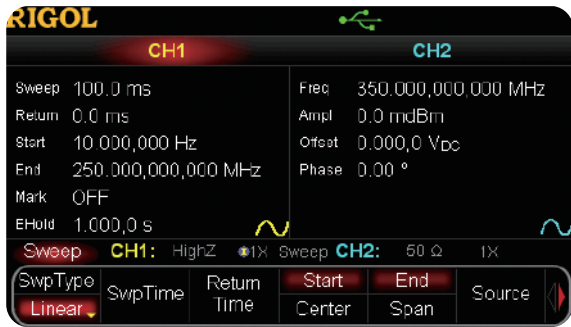 RIGOL
CH1 CH2
Sweep 100.0 ms
Return 0.0 ms
Start 10.000,000 Hz
End 250.000,000,000 MHz
Mark OFF
EHold 1.000,0 s
Freq 350.000,000,000 MHz
Ampl 0.0 mdBm
Offset 0.000,0 VDC
Phase 0.00 °
Sweep CH1: HighZ 1X Sweep CH2: 50 Ω 1X
SwpType Linear
SwpTime
Return Time
Start Center
End Span
Source